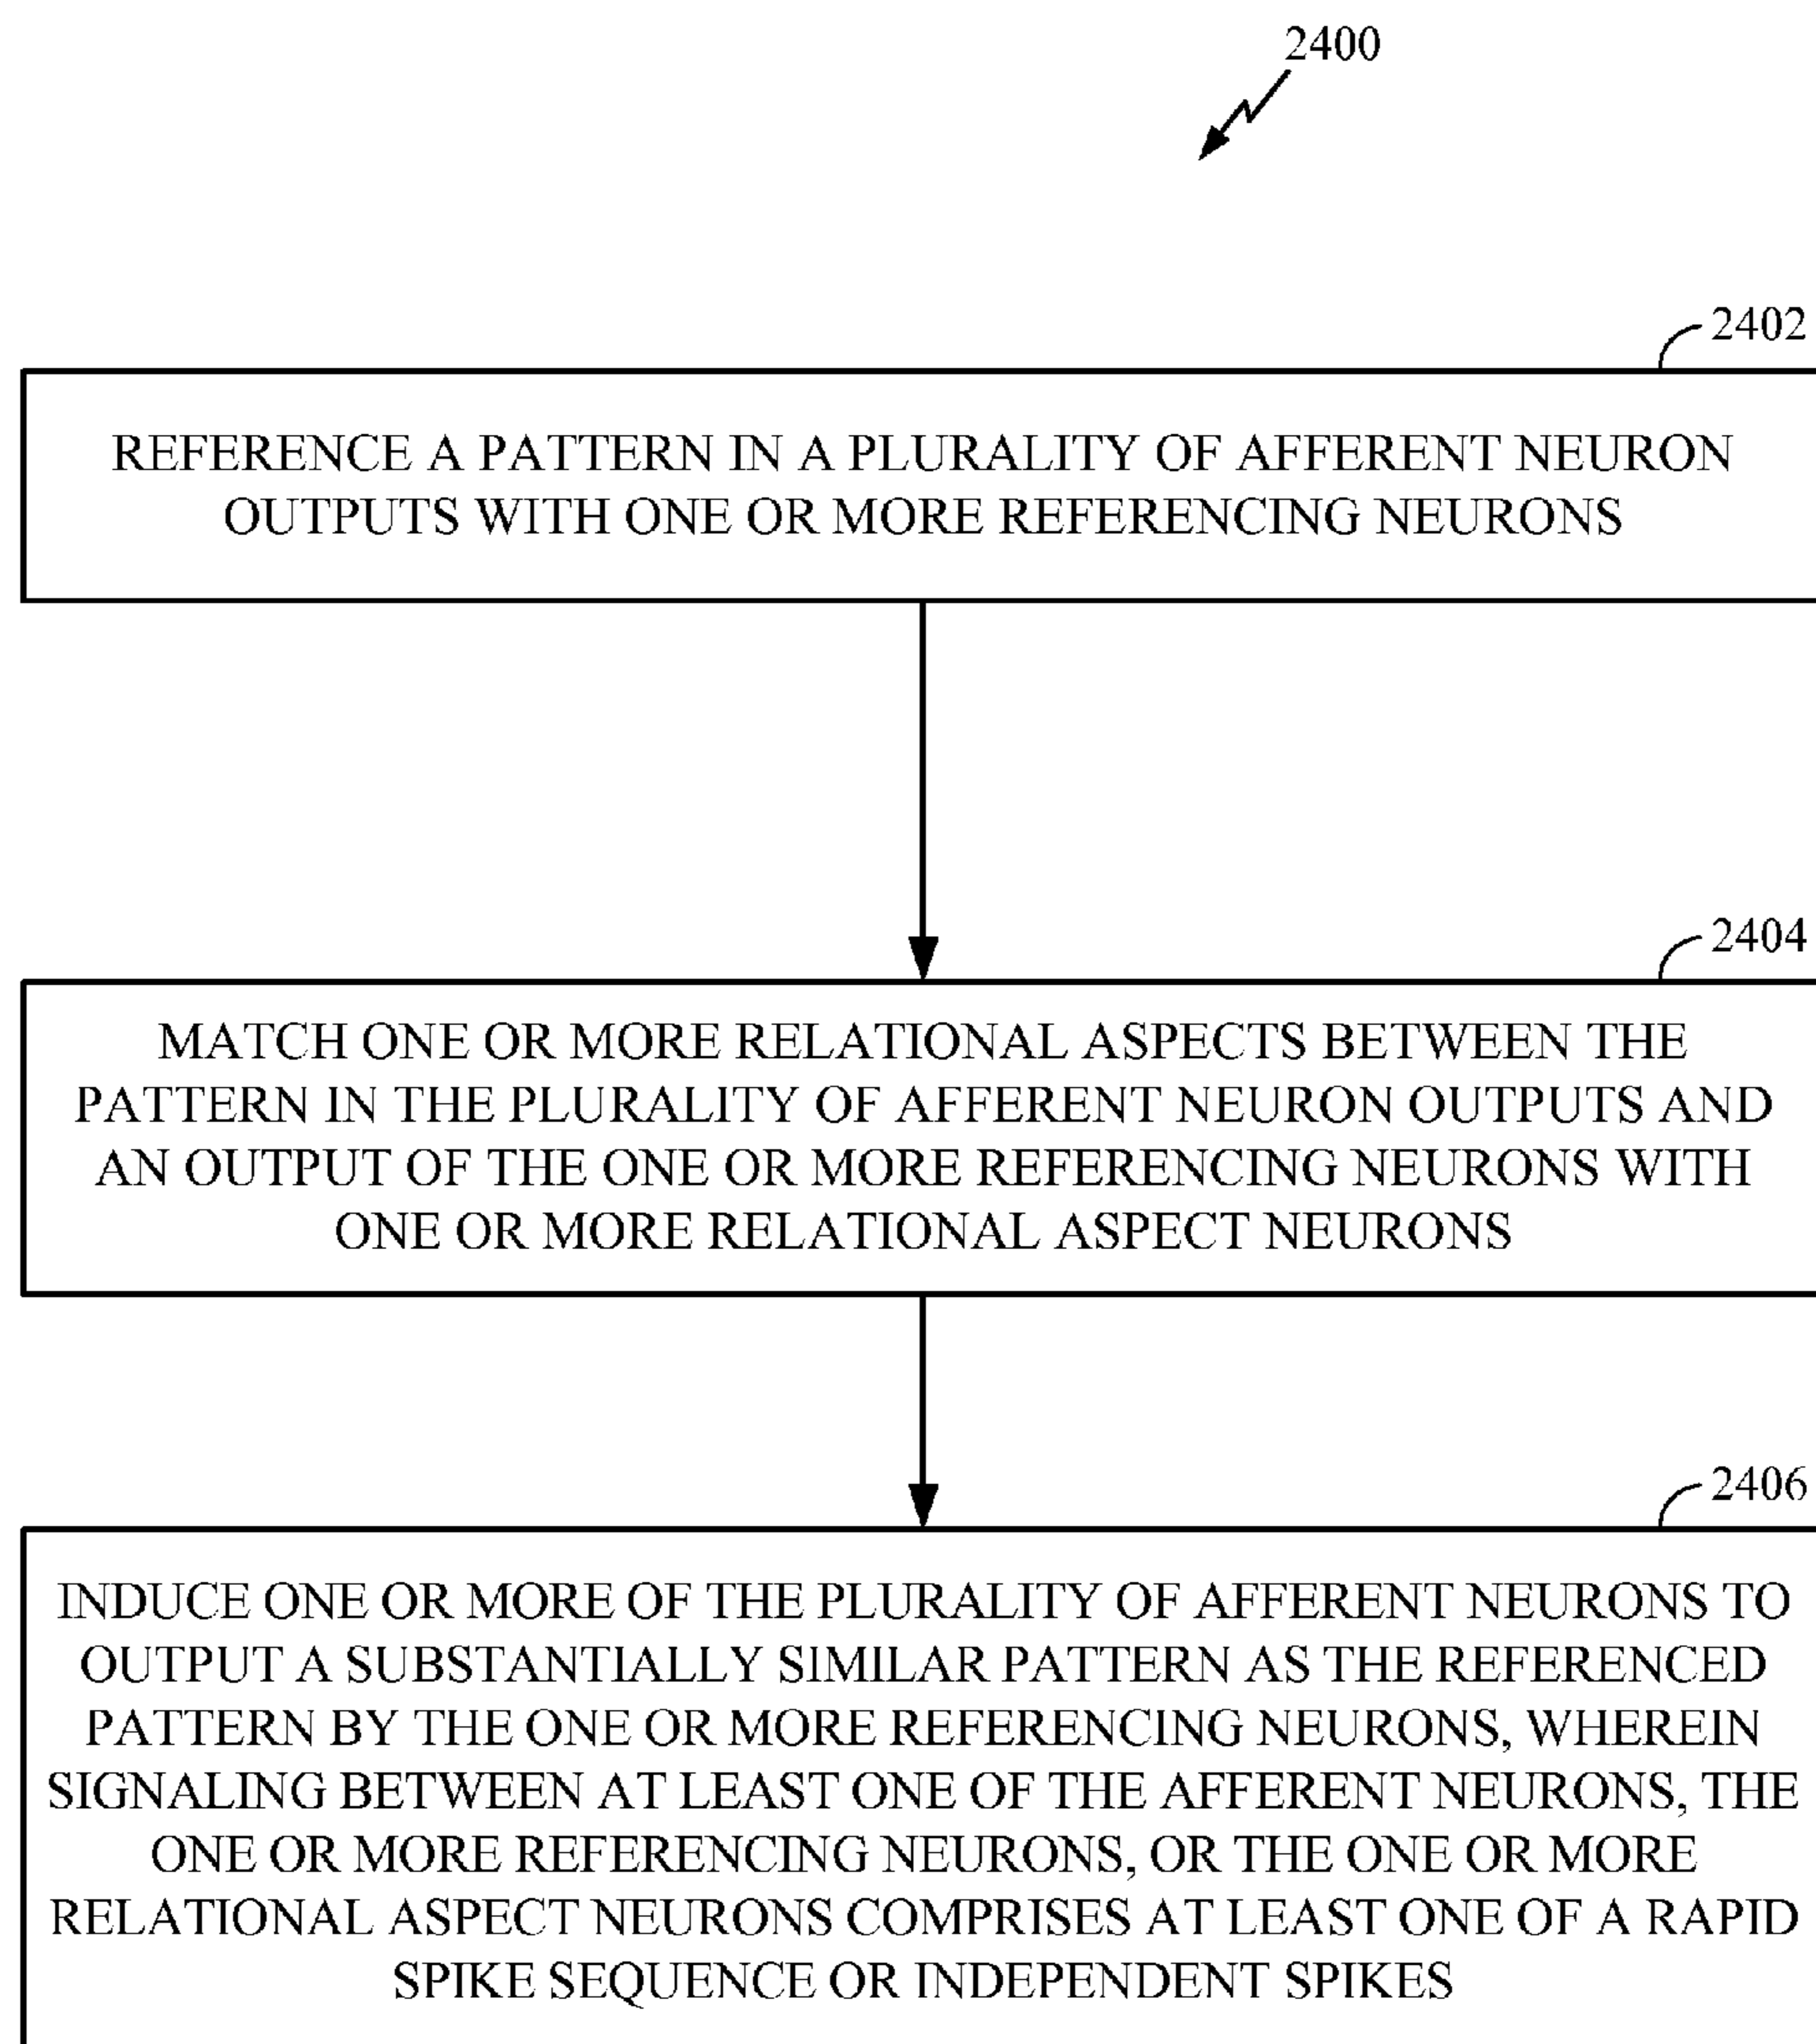 2400
2402
REFERENCE A PATTERN IN A PLURALITY OF AFFERENT NEURON
OUTPUTS WITH ONE OR MORE REFERENCING NEURONS
2404
MATCH ONE OR MORE RELATIONAL ASPECTS BETWEEN THE
PATTERN IN THE PLURALITY OF AFFERENT NEURON OUTPUTS AND
AN OUTPUT OF THE ONE OR MORE REFERENCING NEURONS WITH
ONE OR MORE RELATIONAL ASPECT NEURONS
2406
INDUCE ONE OR MORE OF THE PLURALITY OF AFFERENT NEURONS TO
OUTPUT A SUBSTANTIALLY SIMILAR PATTERN AS THE REFERENCED
PATTERN BY THE ONE OR MORE REFERENCING NEURONS, WHEREIN
SIGNALING BETWEEN AT LEAST ONE OF THE AFFERENT NEURONS, THE
ONE OR MORE REFERENCING NEURONS, OR THE ONE OR MORE
RELATIONAL ASPECT NEURONS COMPRISES AT LEAST ONE OF A RAPID
SPIKE SEQUENCE OR INDEPENDENT SPIKES